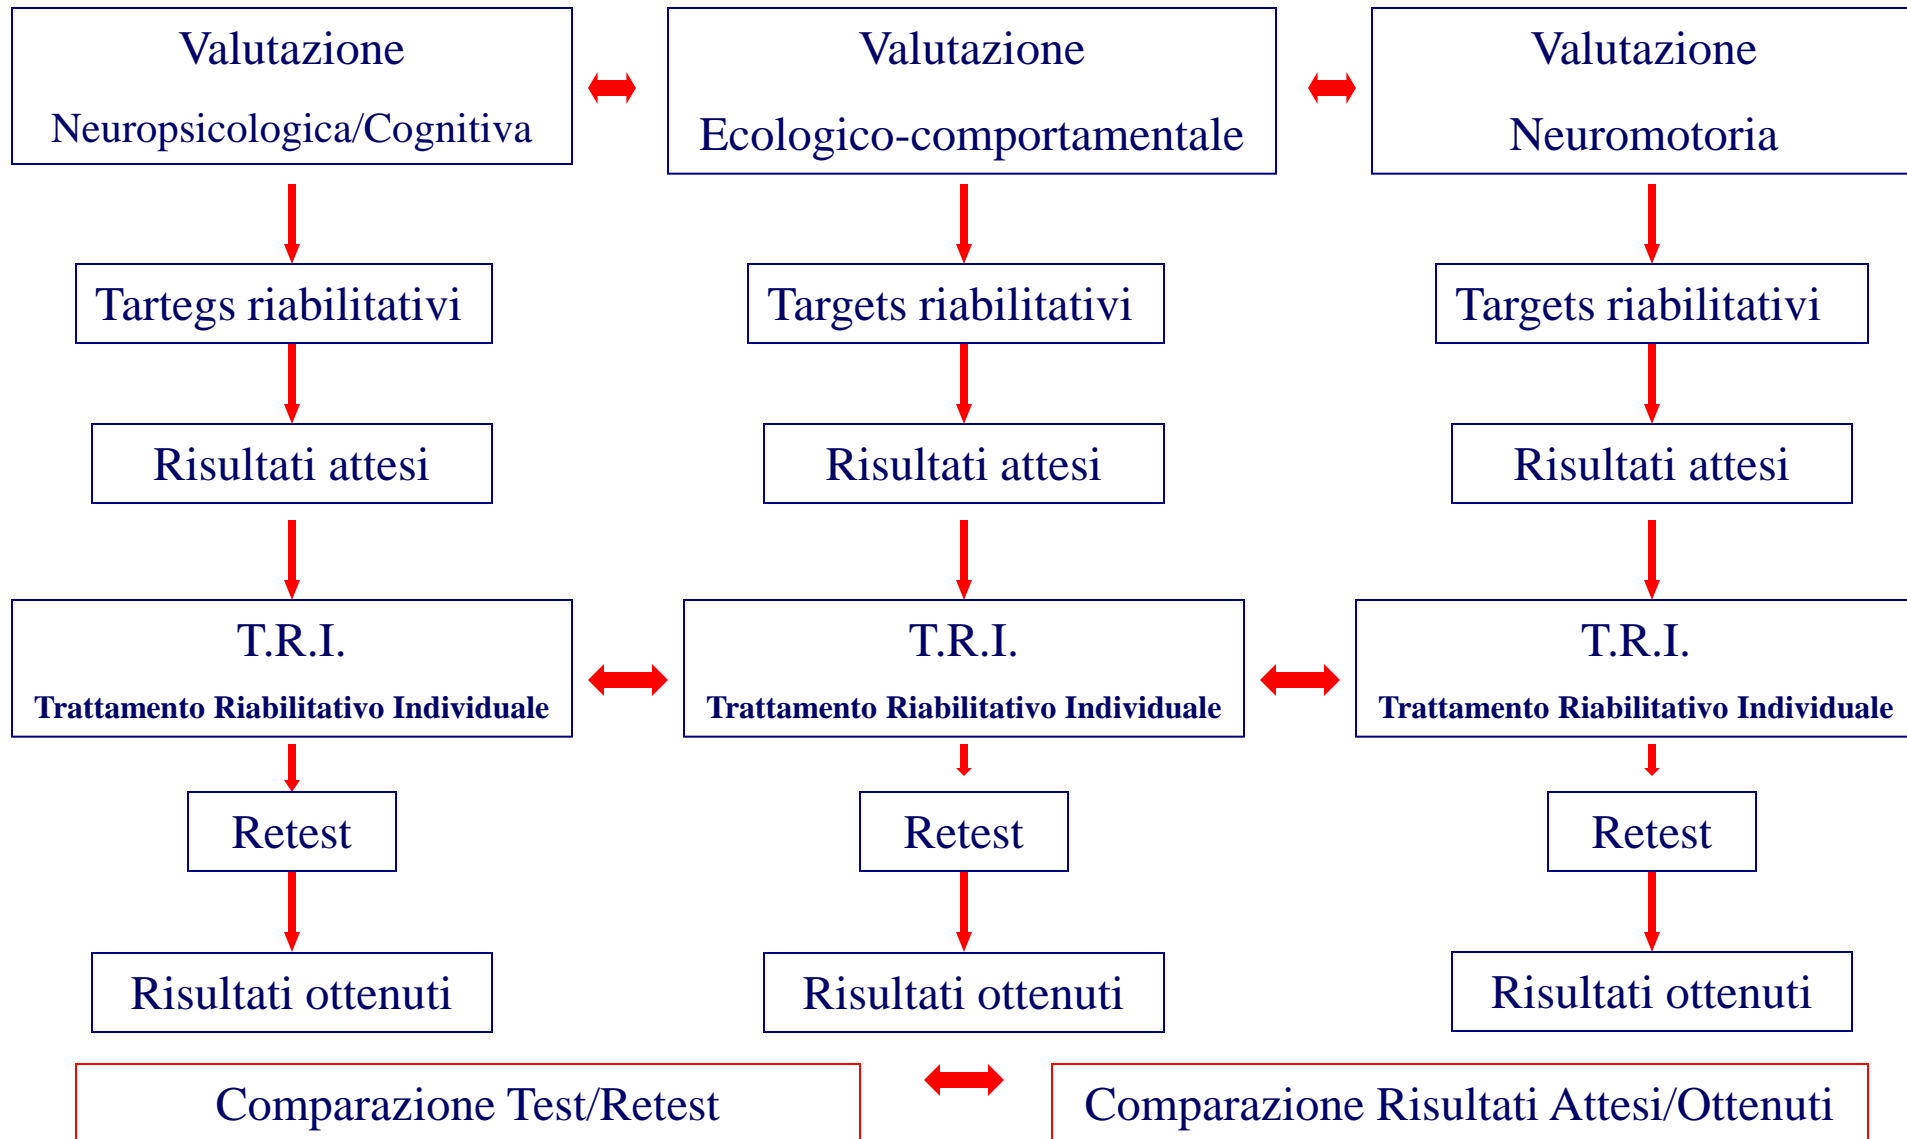 Valutazione
Neuropsicologica/Cognitiva
Valutazione
Ecologico-comportamentale
Valutazione
Neuromotoria
Tartegs riabilitativi
Targets riabilitativi
Targets riabilitativi
Risultati attesi
Risultati attesi
Risultati attesi
T.R.I.
Trattamento Riabilitativo Individuale
T.R.I.
Trattamento Riabilitativo Individuale
T.R.I.
Trattamento Riabilitativo Individuale
Retest
Retest
Retest
Risultati ottenuti
Risultati ottenuti
Risultati ottenuti
Comparazione Test/Retest
Comparazione Risultati Attesi/Ottenuti